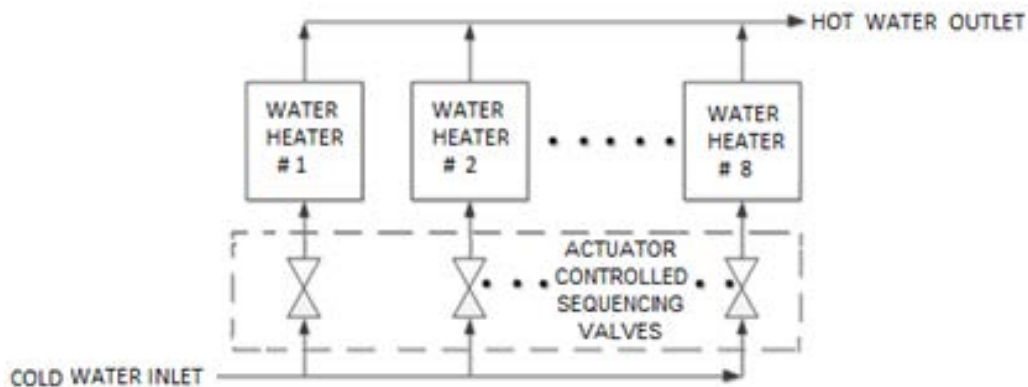 HOT WATER OUTLET
WATER
HEATER
# 1
WATER
HEATER
# 2
WATER
HEATER
# 8
ACTUATOR
CONTROLLED
SEQUENCING
VALVES
COLD WATER INLET